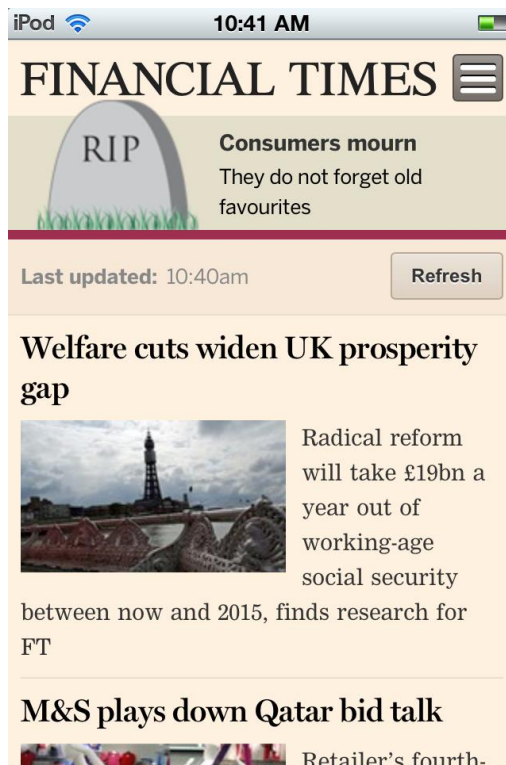 iPod
10:41 AM
FINANCIAL TIMES
RIP
Consumers mourn
They do not forget old
favourites
Last updated: 10:40am
Refresh
Welfare cuts widen UK prosperity
gap
Radical reform
will take £19bn a
year out of
working-age
social security
between now and 2015, finds research for
FT
M&S plays down Qatar bid talk
Retailer's fourth-